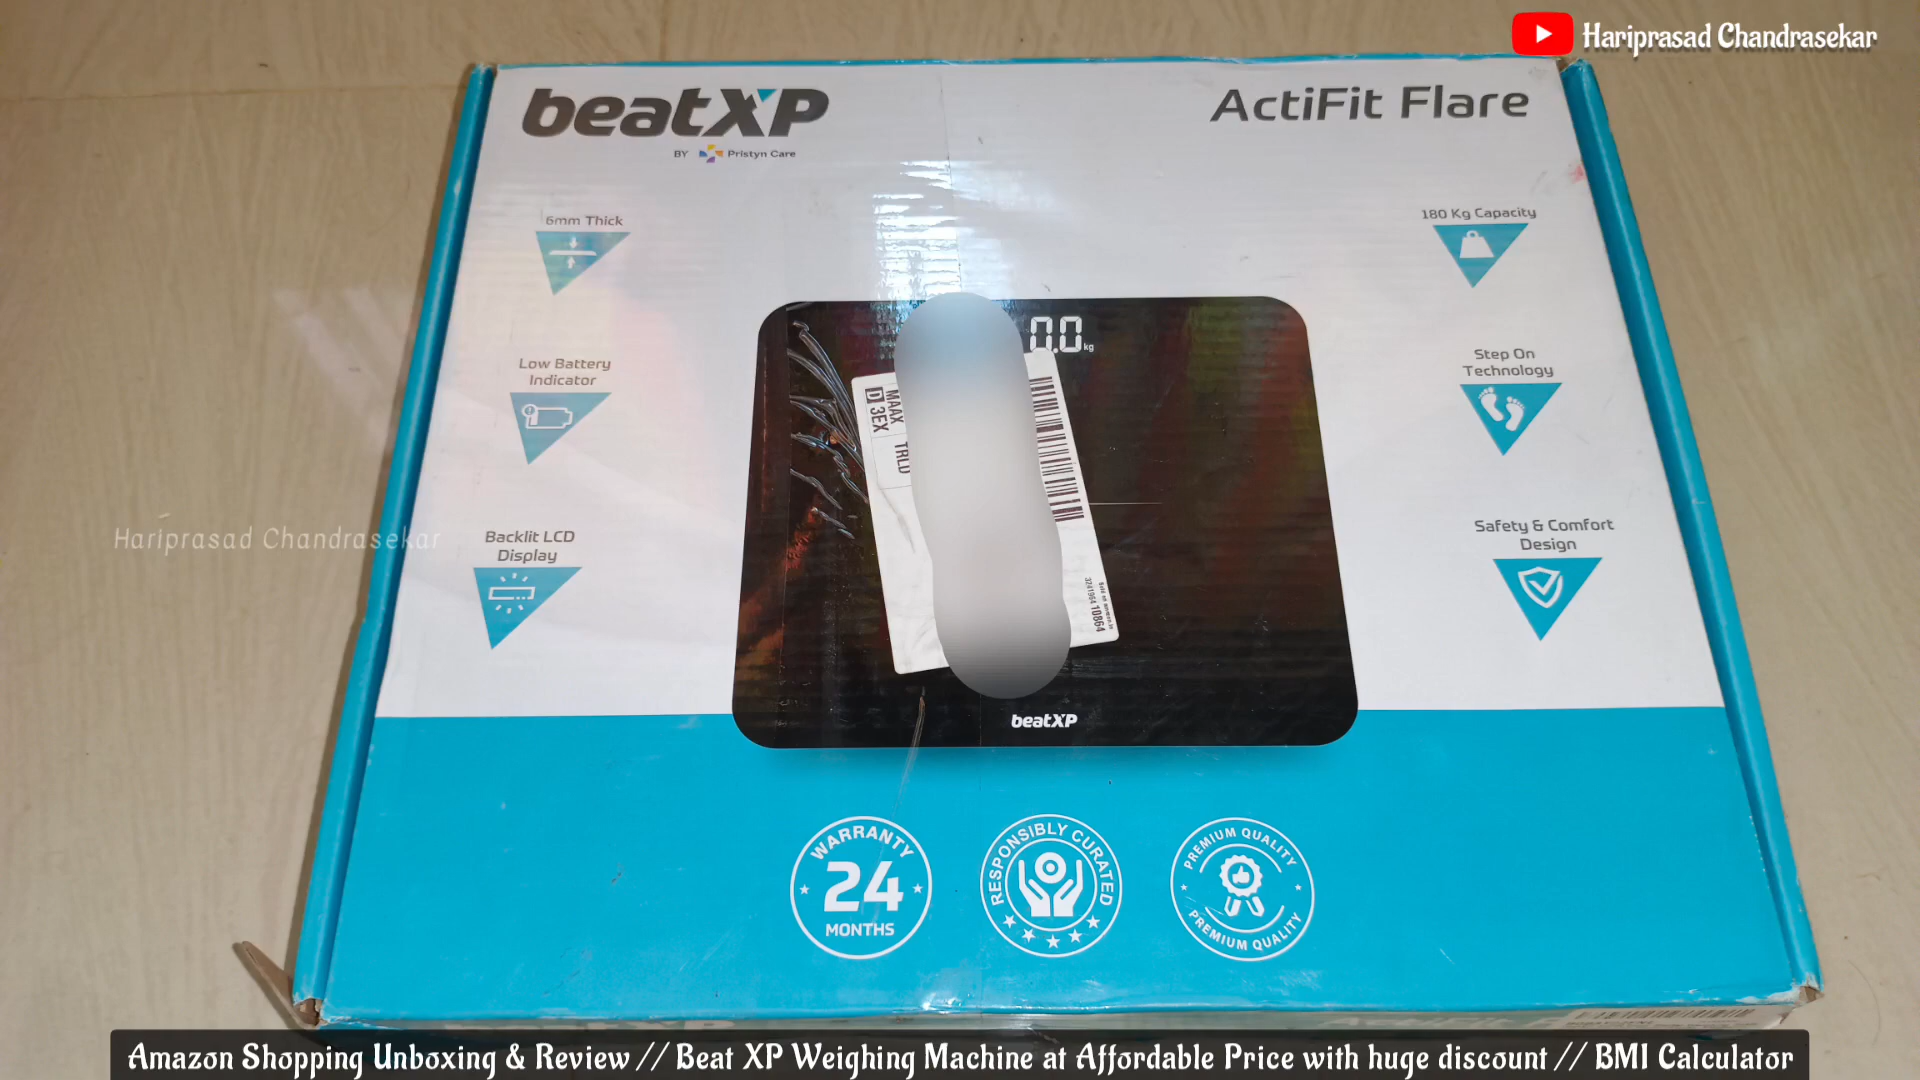 Hariprasad Chandrasekar
beatXP
BY Pristyn Care
ActiFit Flare
6mm Thick
180 Kg Capacity
Low Battery
Indicator
Step On
Technology
Backlit LCD
Display
Safety & Comfort
Design
0.0 kg
MAAX
D 3EX
TRLD
3241964 10864
beatXP
Hariprasad Chandrasekar
WARRANTY
24
MONTHS
RESPONSIBLY CURATED
PREMIUM QUALITY
PREMIUM QUALITY
Amazon Shopping Unboxing & Review // Beat XP Weighing Machine at Affordable Price with huge discount // BMI Calculator